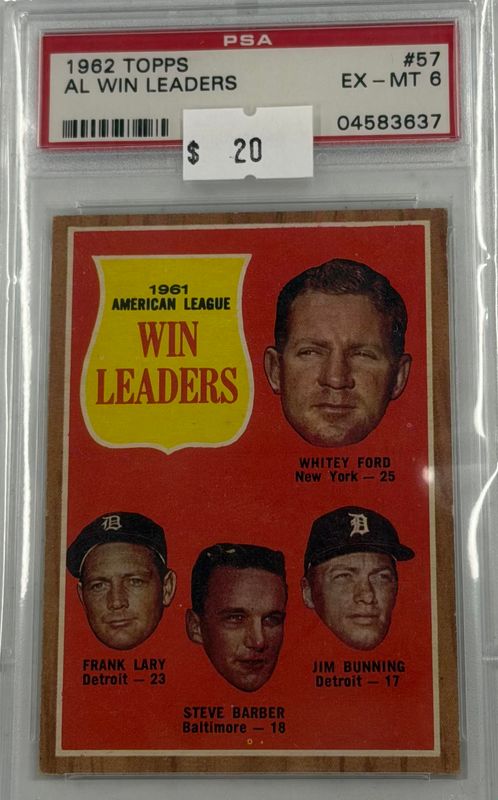 PSA
1962 TOPPS #57
AL WIN LEADERS EX - MT 6
04583637
$ 20
1961
AMERICAN LEAGUE
WIN
LEADERS
WHITEY FORD
New York — 25
D D
FRANK LARY
Detroit — 23
JIM BUNNING
Detroit — 17
STEVE BARBER
Baltimore — 18